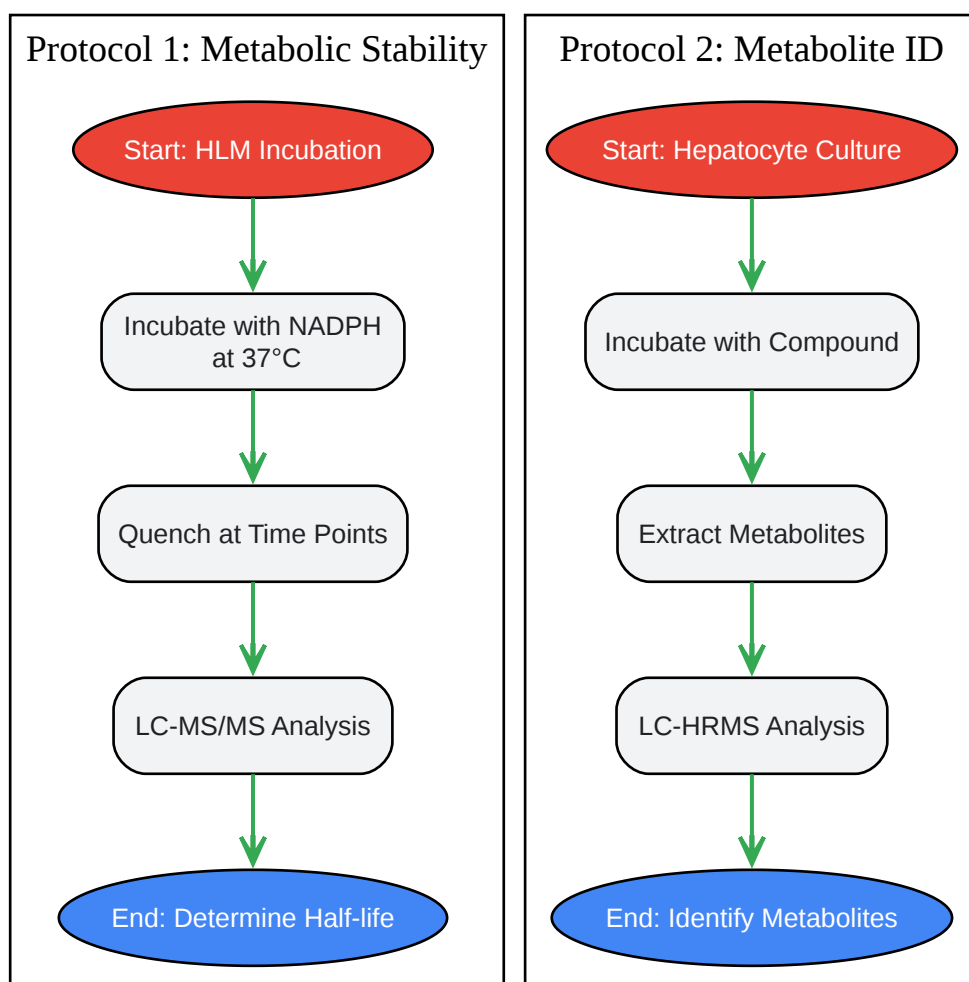 Protocol 1: Metabolic Stability
Start: HLM Incubation
Incubate with NADPH
at 37°C
Quench at Time Points
LC-MS/MS Analysis
End: Determine Half-life
Protocol 2: Metabolite ID
Start: Hepatocyte Culture
Incubate with Compound
Extract Metabolites
LC-HRMS Analysis
End: Identify Metabolites